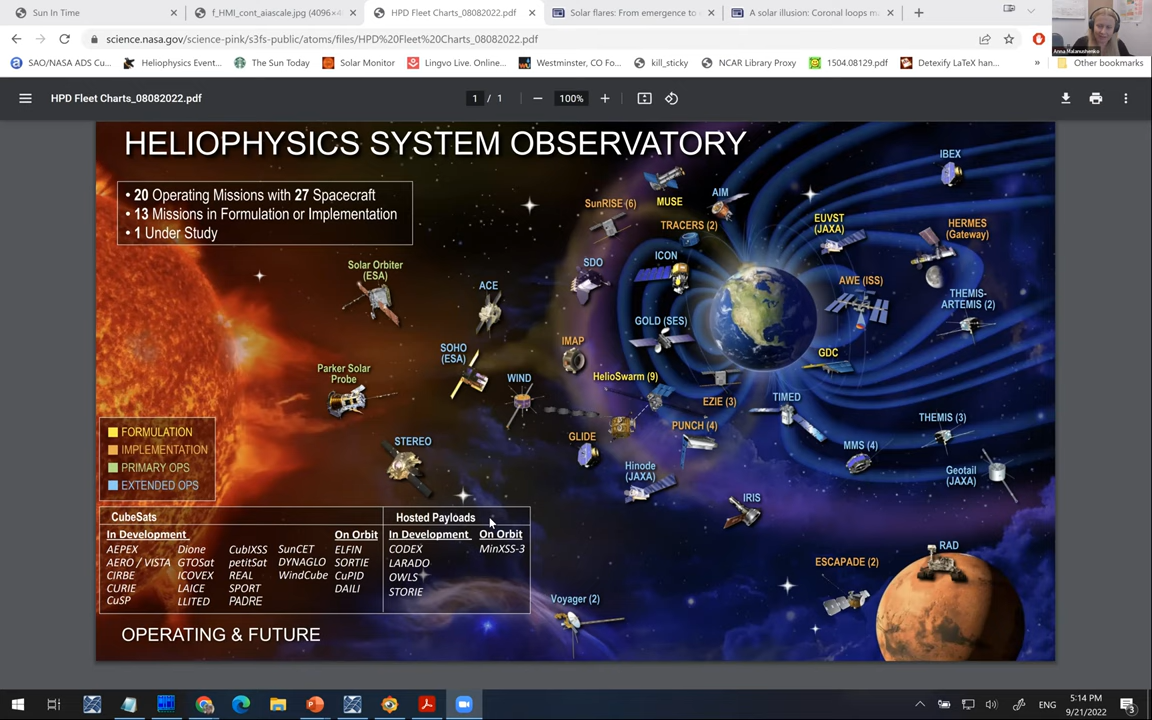 Sun In Time
f_HMI_cont_aiascale.jpg (4096×4
HPD Fleet Charts_08082022.pdf
Solar flares: From emergence to
A solar illusion: Coronal loops m
science.nasa.gov/science-pink/s3fs-public/atoms/files/HPD%20Fleet%20Charts_08082022.pdf
Anna Malanushenko
SAO/NASA ADS Cu...
Heliophysics Event...
The Sun Today
Solar Monitor
Lingvo Live. Online...
Westminster, CO Fo...
kill_sticky
NCAR Library Proxy
1504.08129.pdf
Detexify LaTeX han...
»
Other bookmarks
HPD Fleet Charts_08082022.pdf
1 / 1
100%
HELIOPHYSICS SYSTEM OBSERVATORY
• 20 Operating Missions with 27 Spacecraft
• 13 Missions in Formulation or Implementation
• 1 Under Study
IBEX
MUSE
AIM
SunRISE (6)
TRACERS (2)
EUVST
(JAXA)
HERMES
(Gateway)
Solar Orbiter
(ESA)
ACE
SDO
ICON
AWE (ISS)
THEMIS-
ARTEMIS (2)
GOLD (SES)
SOHO
(ESA)
IMAP
GDC
Parker Solar
Probe
WIND
HelioSwarm (9)
EZIE (3)
TIMED
THEMIS (3)
PUNCH (4)
STEREO
GLIDE
MMS (4)
Hinode
(JAXA)
Geotail
(JAXA)
IRIS
FORMULATION
IMPLEMENTATION
PRIMARY OPS
EXTENDED OPS
RAD
ESCAPADE (2)
Voyager (2)
CubeSats
In Development
On Orbit
AEPEX Dione CubIXSS SunCET ELFIN
AERO / VISTA GTOSat petitSat DYNAGLO SORTIE
CIRBE ICOVEX REAL WindCube CuPID
CURIE LAICE SPORT DAILI
CuSP LLITED PADRE
Hosted Payloads
In Development On Orbit
CODEX MinXSS-3
LARADO
OWLS
STORIE
OPERATING & FUTURE
ENG
5:14 PM
9/21/2022
3